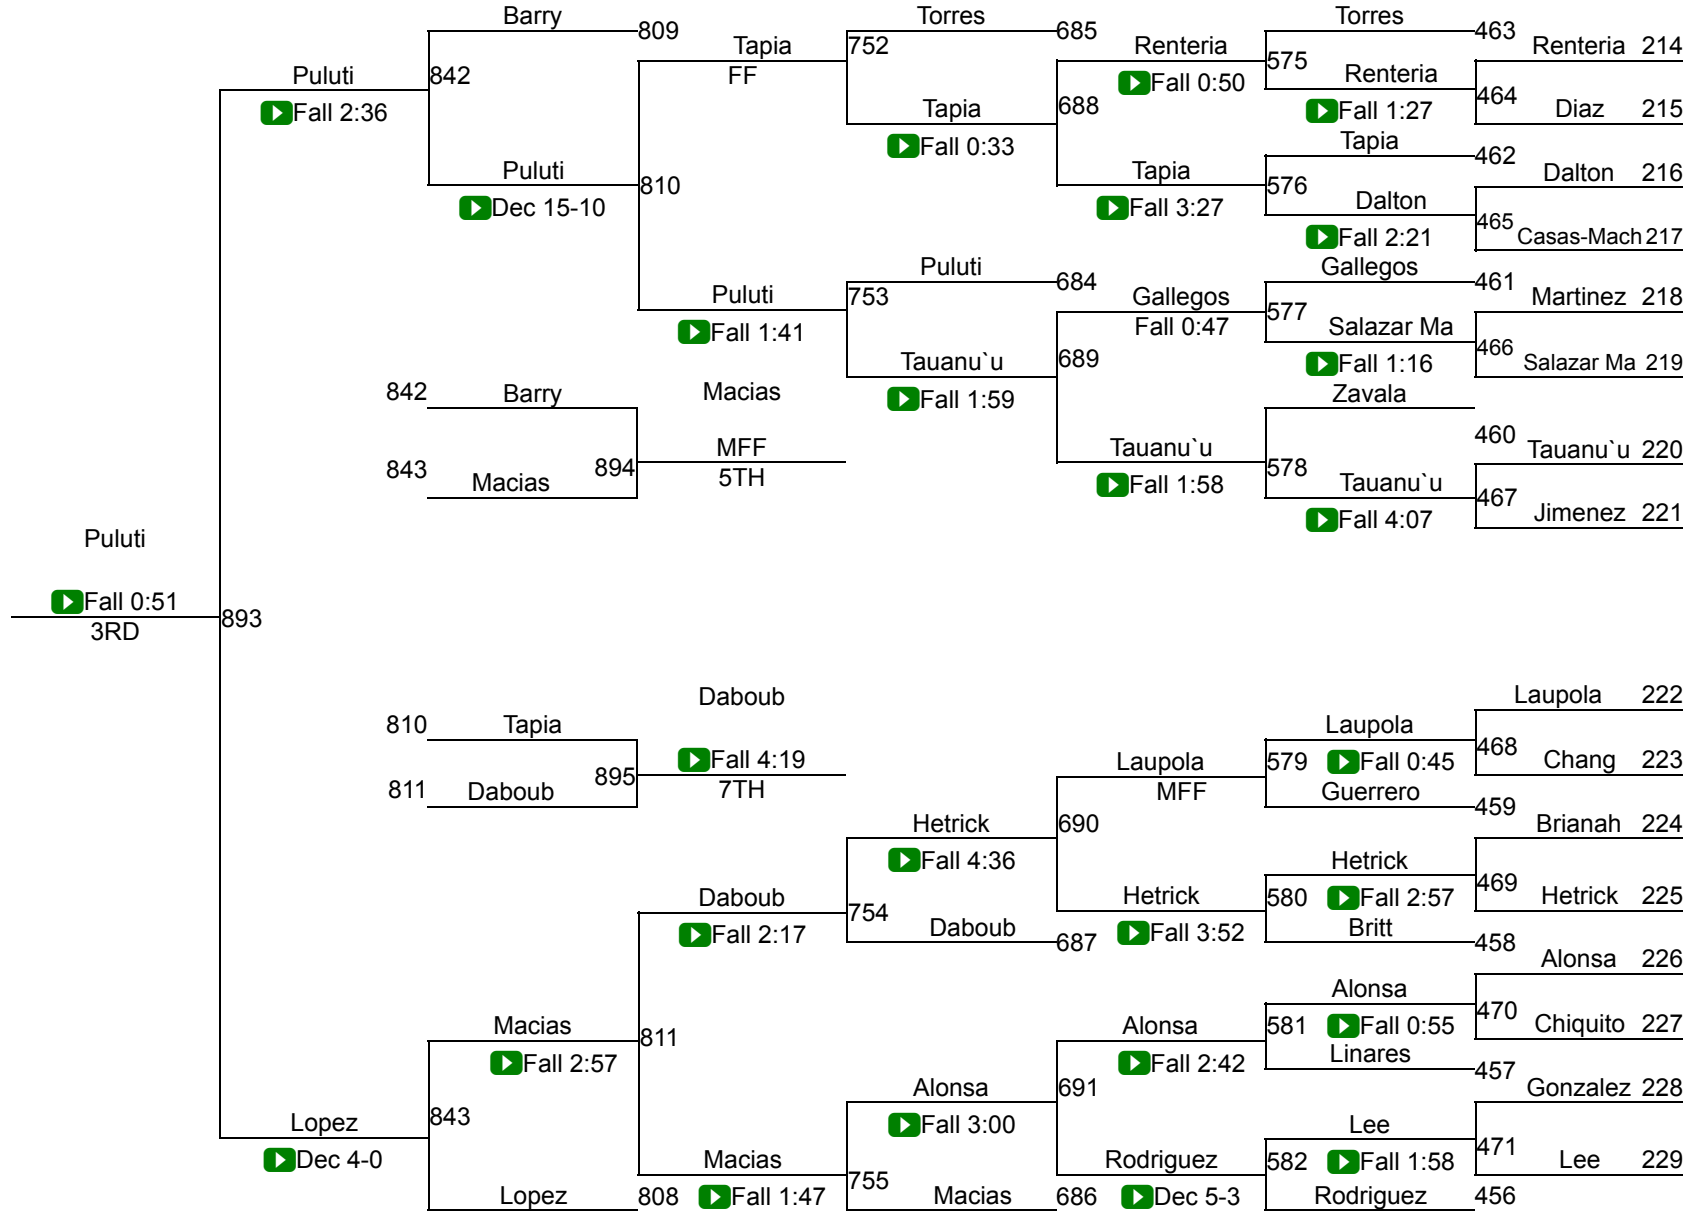 Barry
Torres
Torres
809
Tapia
752
685
Renteria
463
Renteria 214
Puluti
842
FF
575
Renteria
Fall 0:50
Fall 2:36
Tapia
688
Fall 1:27
464
Diaz 215
Fall 0:33
Tapia
462
Puluti
810
Tapia
576
Dalton 216
Dec 15-10
Fall 3:27
Dalton
465
Casas-Mach 217
Fall 2:21
Puluti
684
Gallegos
461
Puluti
753
Gallegos
577
Martinez 218
Fall 1:41
Fall 0:47
Salazar Ma
466
Tauanu`u
689
Fall 1:16
Salazar Ma 219
842
Barry
Macias
Fall 1:59
Zavala
460
MFF
Tauanu`u
Tauanu`u 220
843
Macias
894
5TH
Fall 1:58
578
Tauanu`u
467
Fall 4:07
Jimenez 221
Puluti
Fall 0:51
3RD
893
Daboub
Laupola 222
810
Tapia
Laupola
468
Fall 4:19
Laupola
579
Fall 0:45
Chang 223
811
Daboub
895
7TH
MFF
Guerrero
459
Hetrick
690
Brianah 224
Fall 4:36
Hetrick
469
Daboub
Hetrick
580
Fall 2:57
Hetrick 225
754
Fall 2:17
Daboub
687
Fall 3:52
Britt
458
Alonsa 226
Alonsa
470
Macias
811
Alonsa
581
Fall 0:55
Chiquito 227
Fall 2:57
Fall 2:42
Linares
457
Alonsa
691
Gonzalez 228
Lopez
843
Fall 3:00
Lee
471
Dec 4-0
Macias
Rodriguez
582
Fall 1:58
Lee 229
755
Lopez
808
Fall 1:47
Macias
686
Dec 5-3
Rodriguez
456